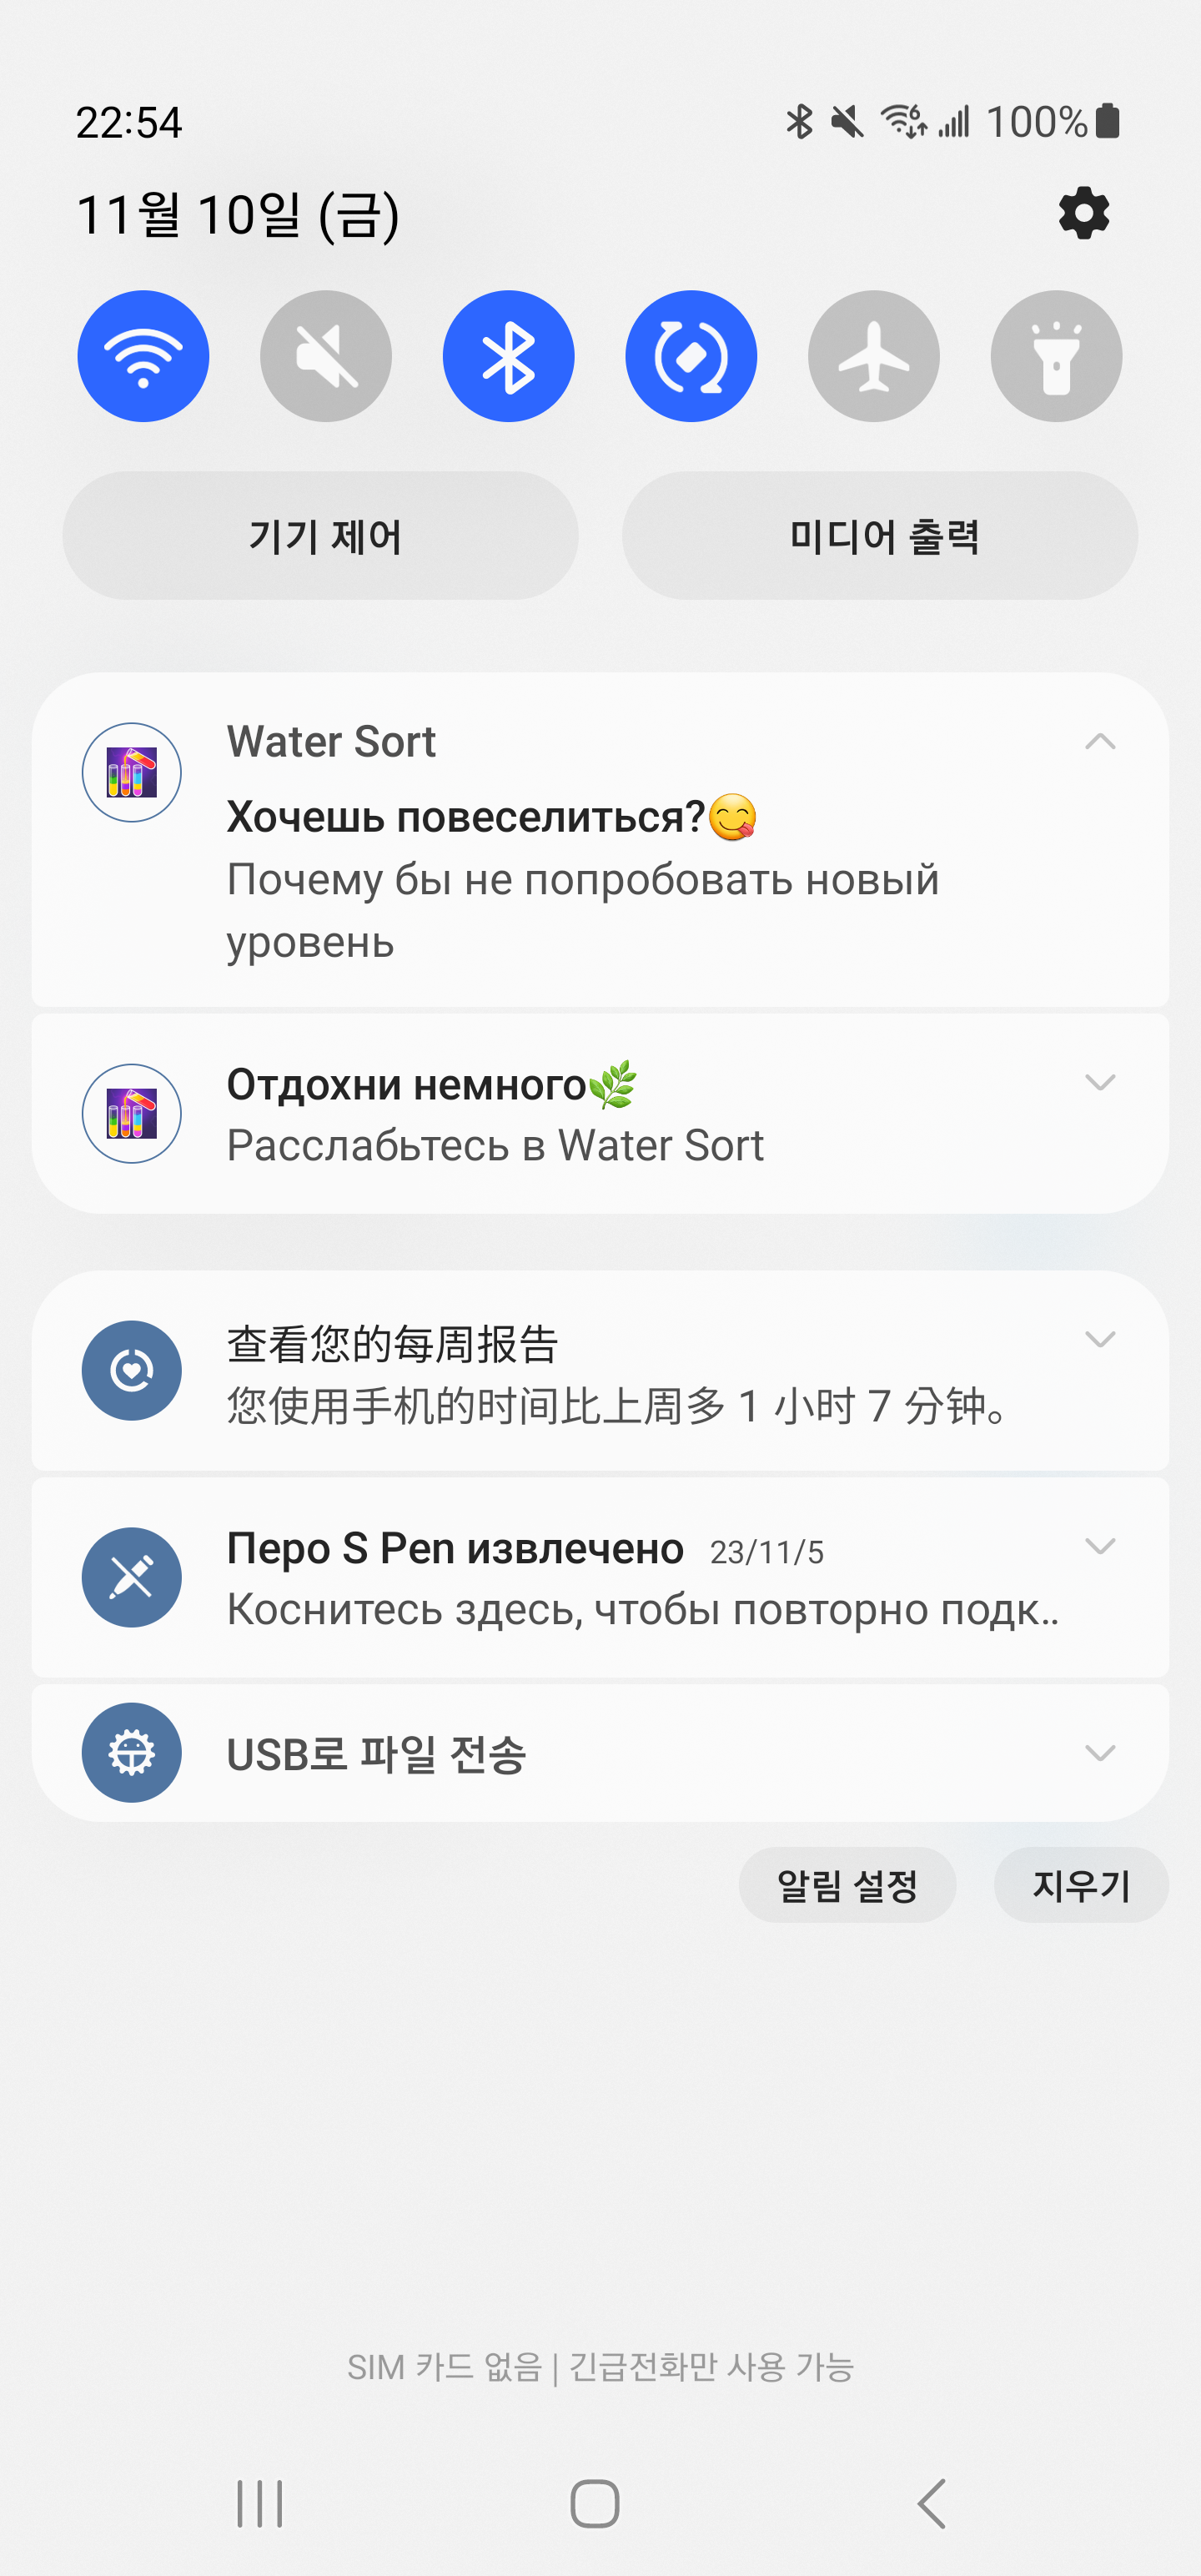 22:54
100%
11월 10일 (금)
기기 제어
미디어 출력
Water Sort
Хочешь повеселиться?😋
Почему бы не попробовать новый
уровень
Отдохни немного🌿
Расслабьтесь в Water Sort
查看您的每周报告
您使用手机的时间比上周多 1 小时 7 分钟。
Перо S Pen извлечено 23/11/5
Коснитесь здесь, чтобы повторно подк..
USB로 파일 전송
알림 설정
지우기
SIM 카드 없음 | 긴급전화만 사용 가능